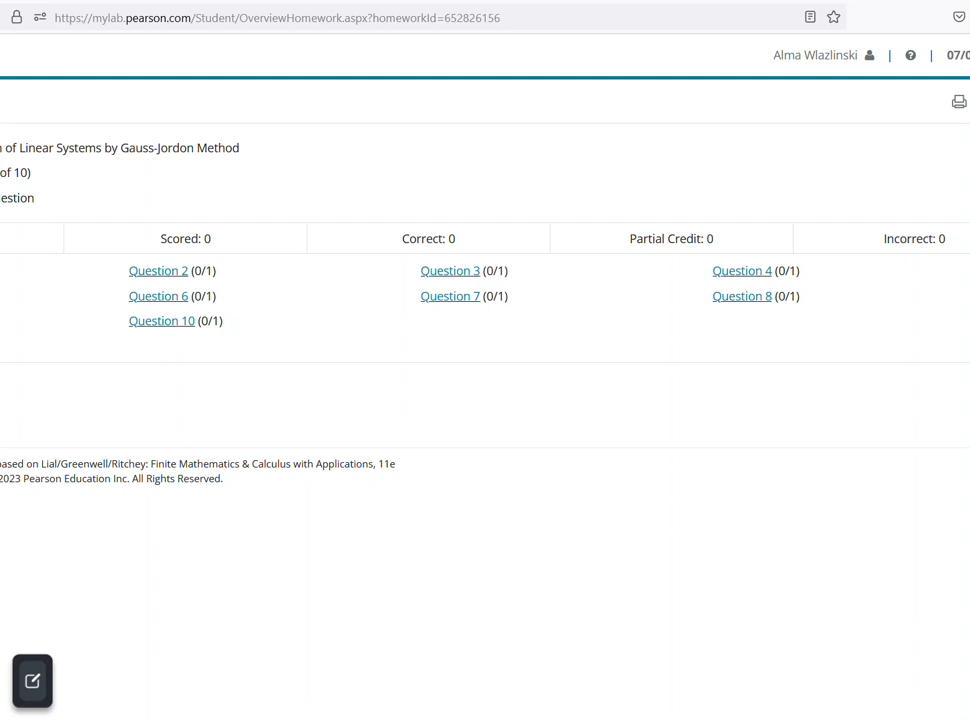 https://mylab.pearson.com/Student/OverviewHomework.aspx?homeworkId=652826156
Alma Wlazlinski | ? | 07/0
n of Linear Systems by Gauss-Jordon Method
of 10)
estion
Scored: 0 Correct: 0 Partial Credit: 0 Incorrect: 0
Question 2 (0/1) Question 3 (0/1) Question 4 (0/1)
Question 6 (0/1) Question 7 (0/1) Question 8 (0/1)
Question 10 (0/1)
based on Lial/Greenwell/Ritchey: Finite Mathematics & Calculus with Applications, 11e
2023 Pearson Education Inc. All Rights Reserved.